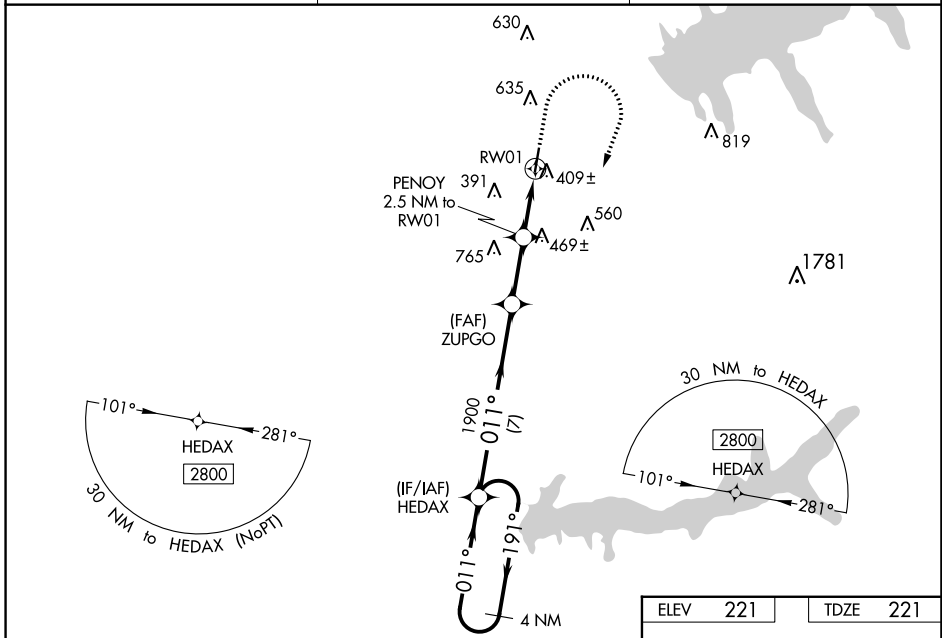 630
635
819
RW01
409±
PENOY
2.5 NM to
RW01
391
560
469±
765
1781
(FAF)
ZUPGO
30 NM to HEDAX
2800
HEDAX
101°
281°
101°
281°
HEDAX
2800
30 NM to HEDAX (NoPT)
1900
011°
(7)
(IF/IAF)
HEDAX
011°
191°
4 NM
ELEV 221 TDZE 221